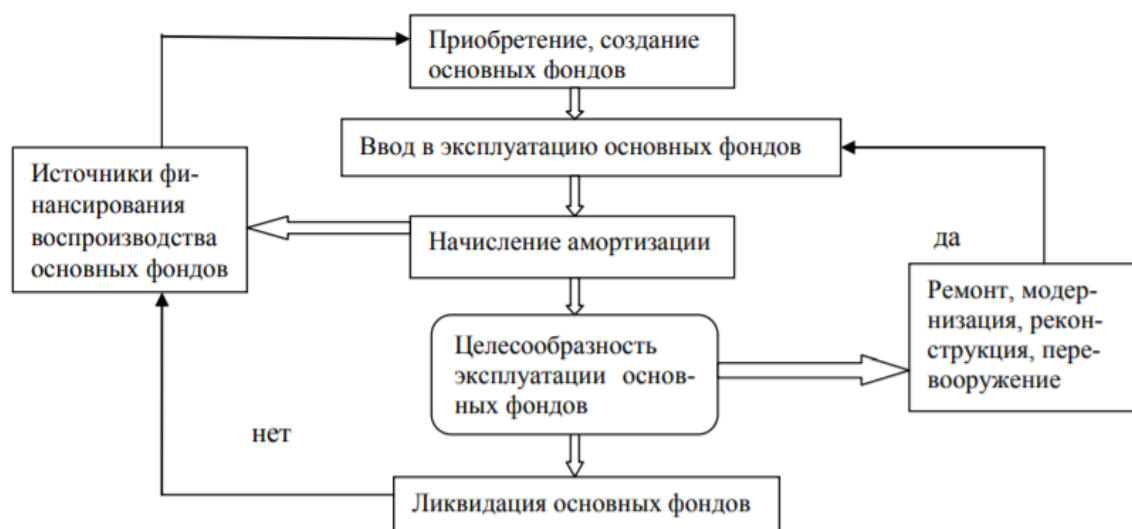 Приобретение, создание
основных фондов
Ввод в эксплуатацию основных фондов
Источники фи-
нансирования
воспроизводства
основных фондов
Начисление амортизации
да
Ремонт, модер-
низация, рекон-
струкция, пере-
вооружение
Целесообразность
эксплуатации основ-
ных фондов
нет
Ликвидация основных фондов